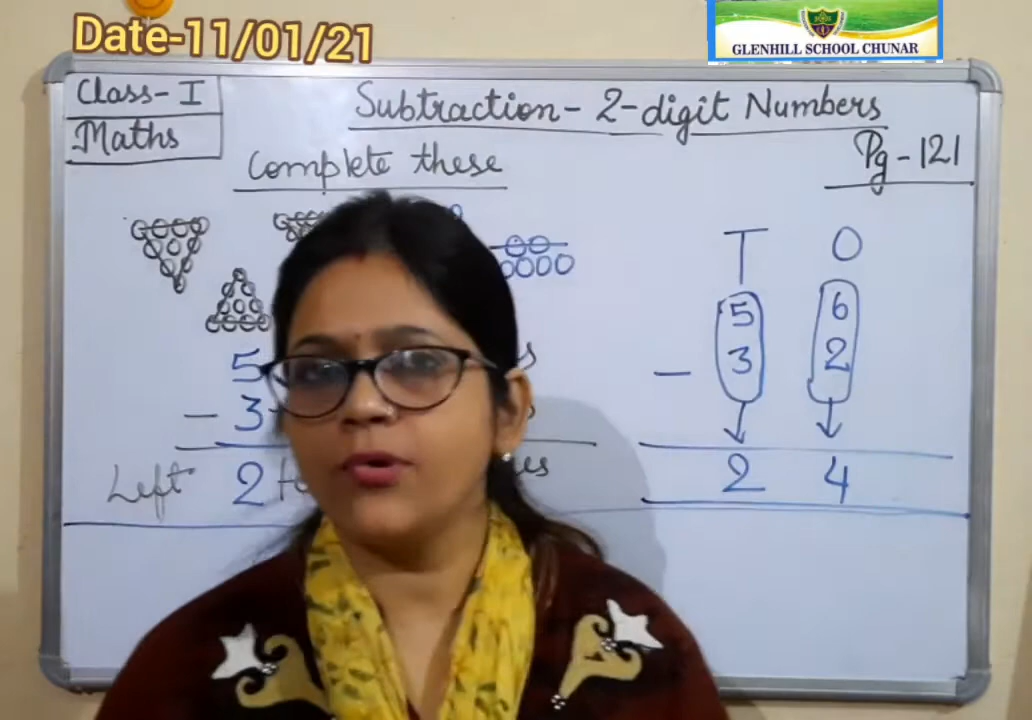 Date-11/01/21
GLENHILL SCHOOL CHUNAR
Class-I
Maths
Subtraction - 2-digit Numbers
Pg-121
Complete these
T O
5 6
- 3 2
2 4
5
- 3
Left 2